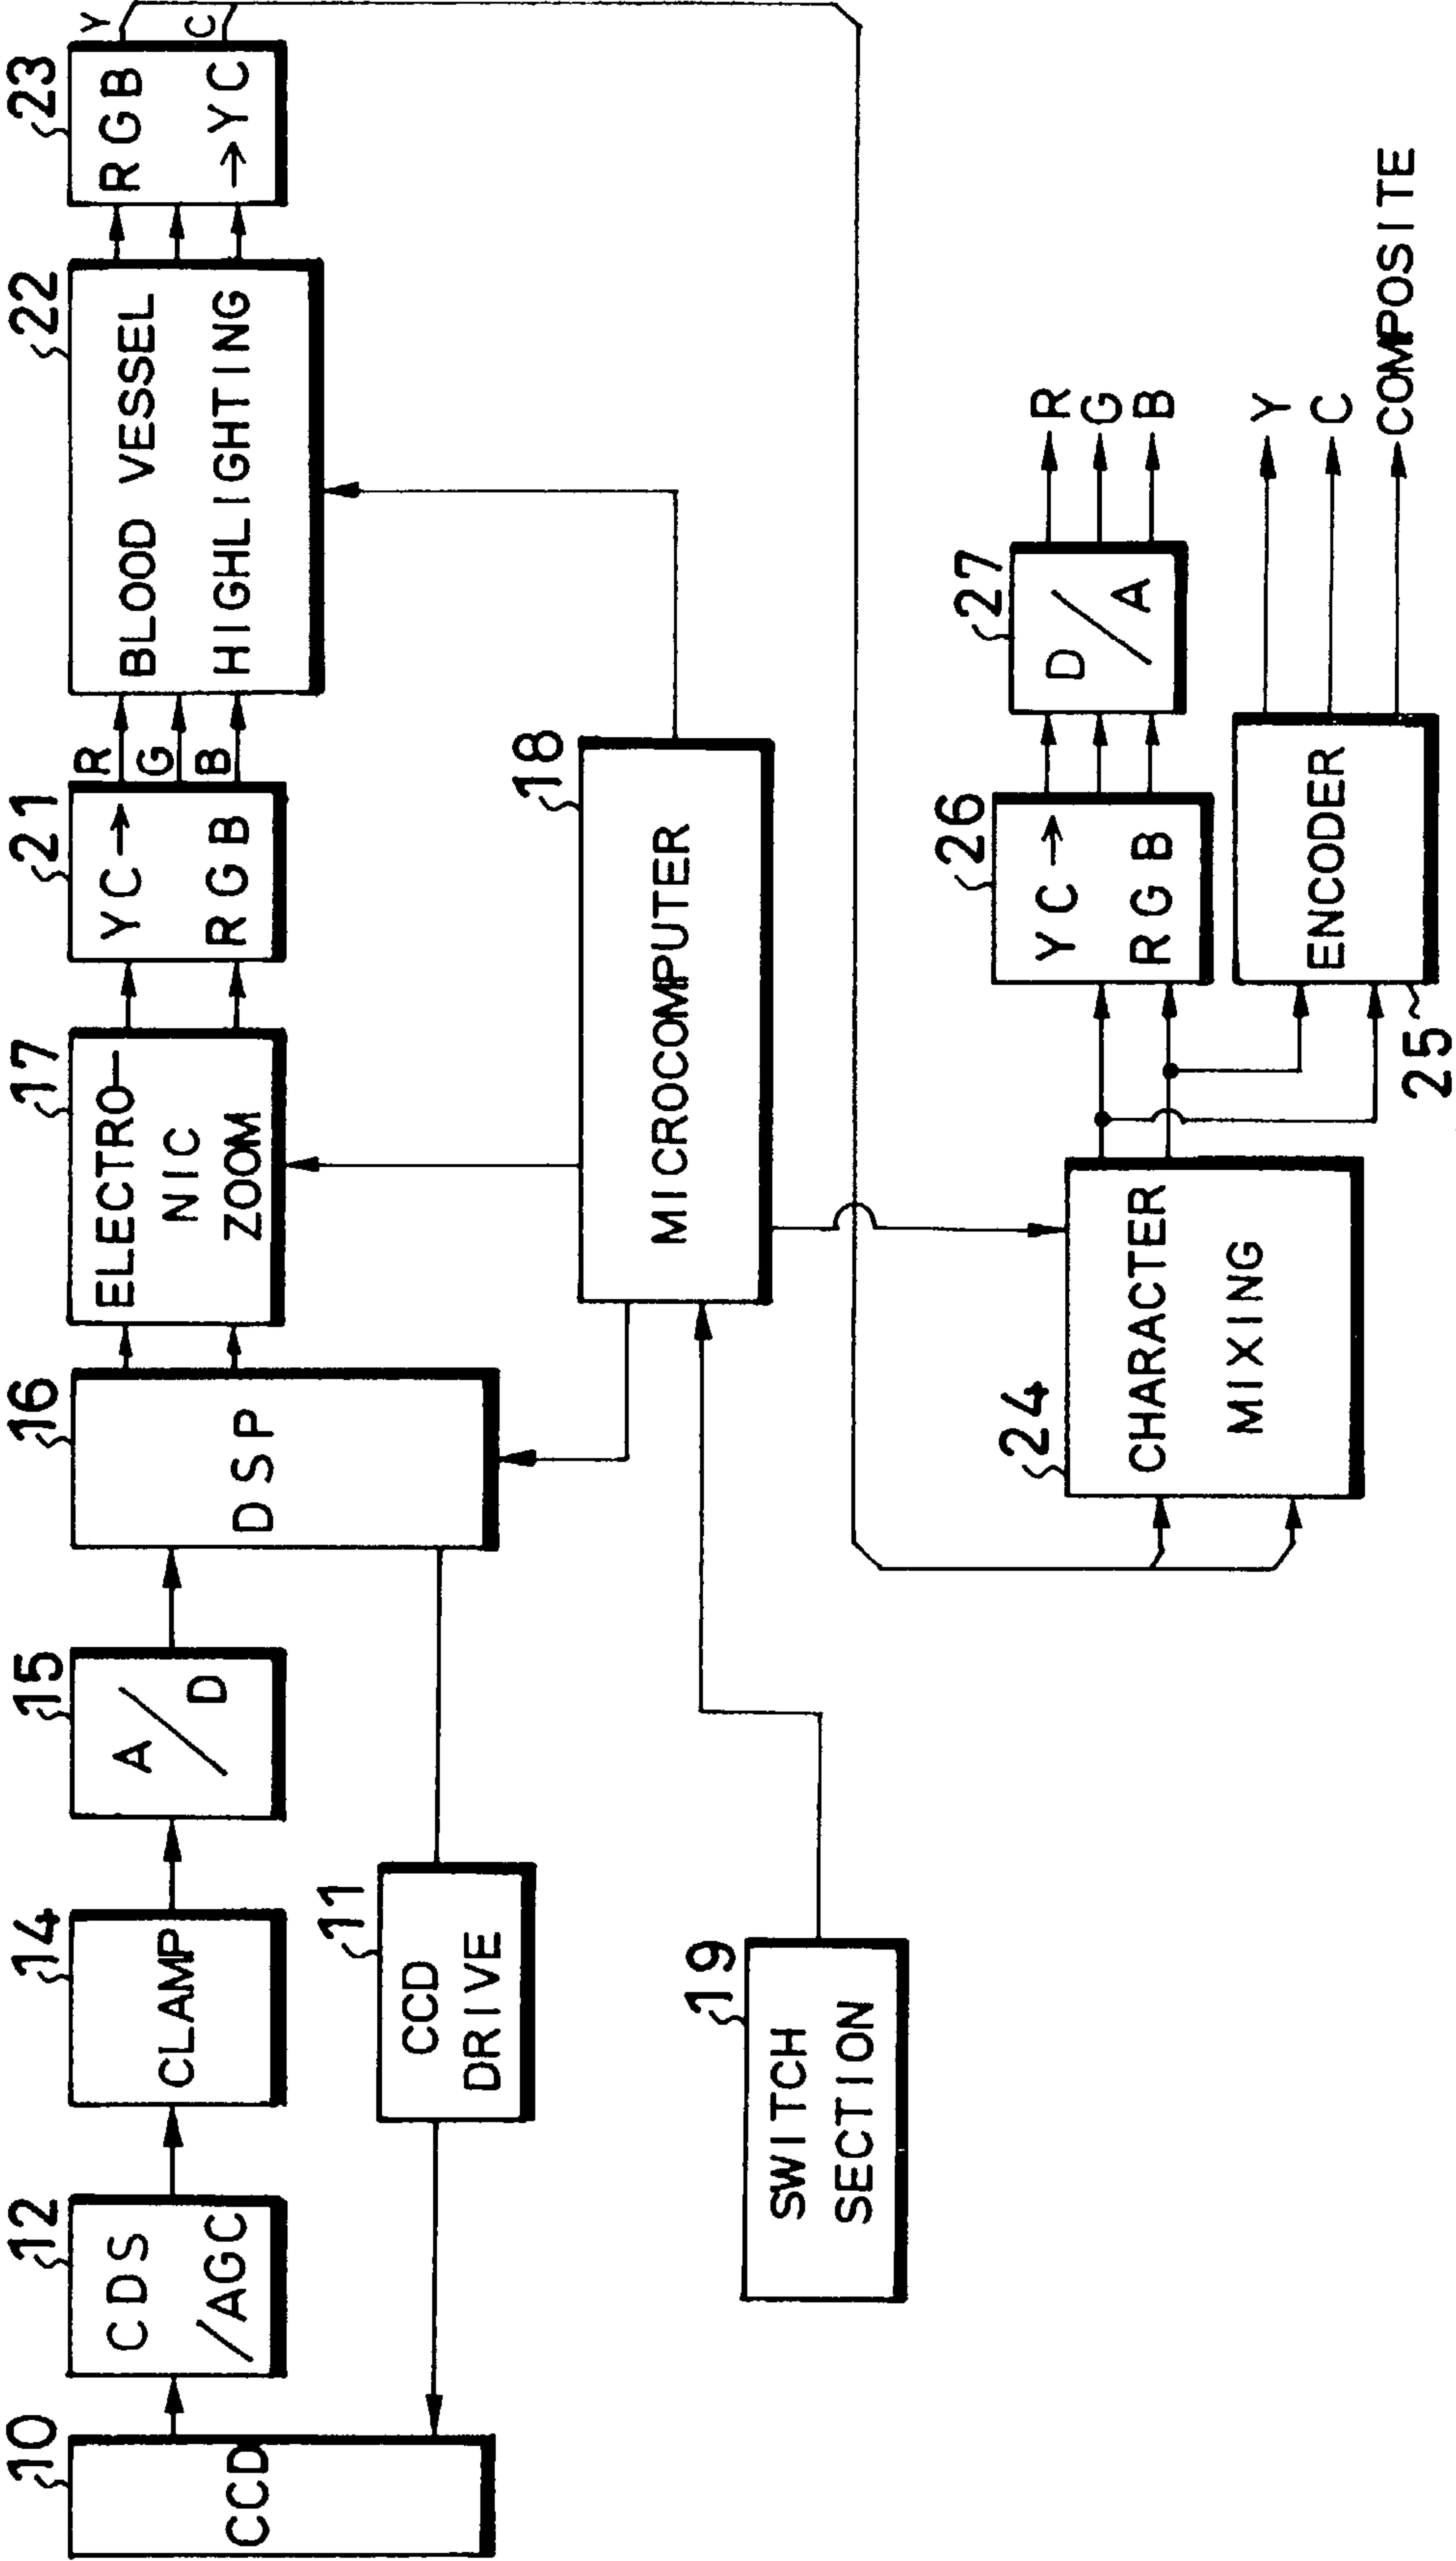 10
CCD
12
CDS
/AGC
14
CLAMP
15
A/D
16
DSP
17
ELECTRO-
NIC
ZOOM
21
YC→
RGB
R
G
B
22
BLOOD VESSEL
HIGHLIGHTING
23
RGB
→YC
Y
C
11
CCD
DRIVE
18
MICROCOMPUTER
19
SWITCH
SECTION
24
CHARACTER
MIXING
26
YC→
RGB
27
D/A
R
G
B
25
ENCODER
Y
C
COMPOSITE